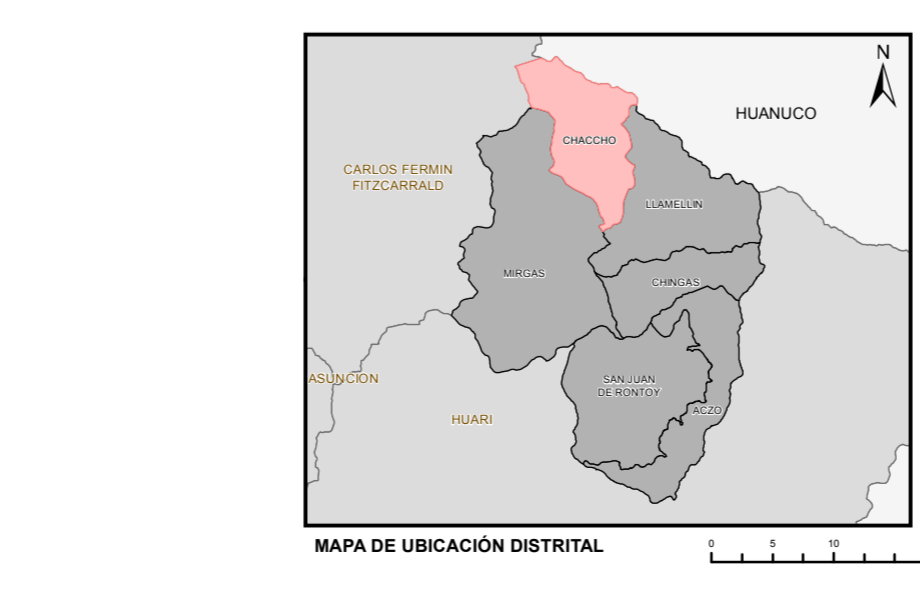 N
HUANUCO
CHACCHO
CARLOS FERMIN
FITZCARRALD
LLAMELLIN
MIRGAS
CHINGAS
ASUNCION
SAN JUAN
DE RONTOY
ACZO
HUARI
MAPA DE UBICACIÓN DISTRITAL
0 5 10